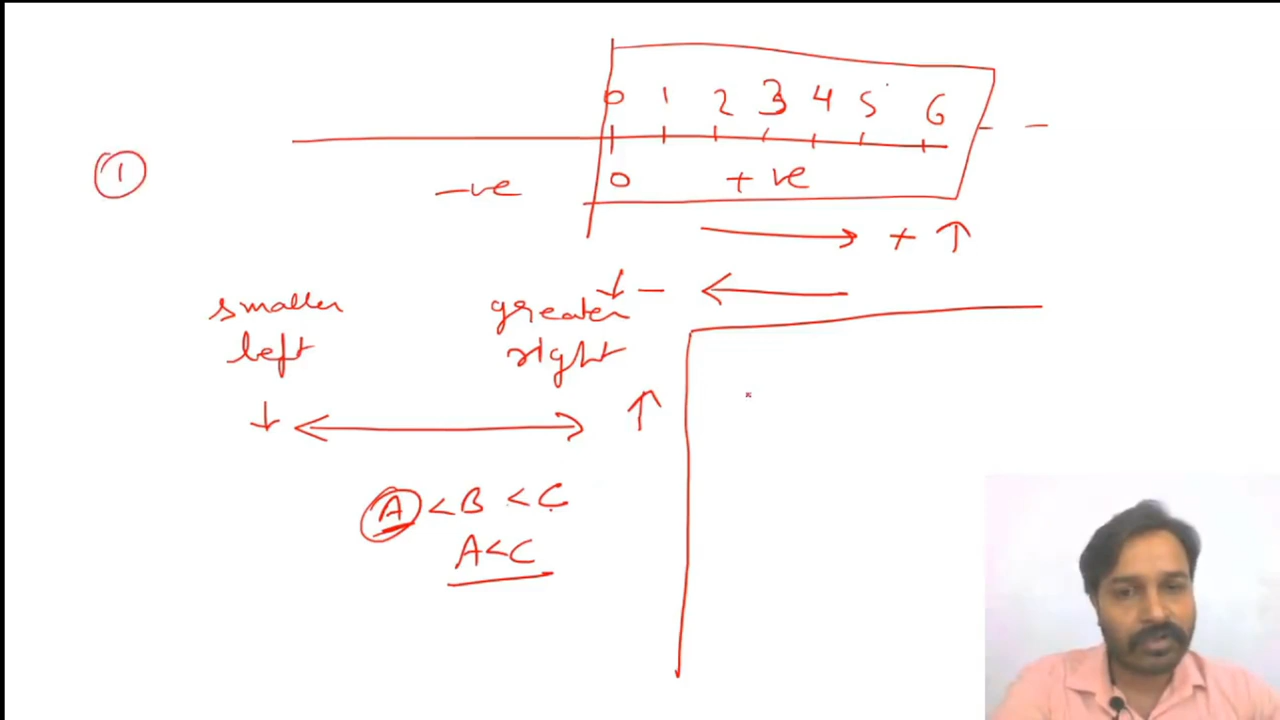 0 1 2 3 4 5 6
①
-ve 0 +ve
→ + ↑
↓ - ←
smaller greater
left right
↓ ↔ ↑
A < B < C
A < C